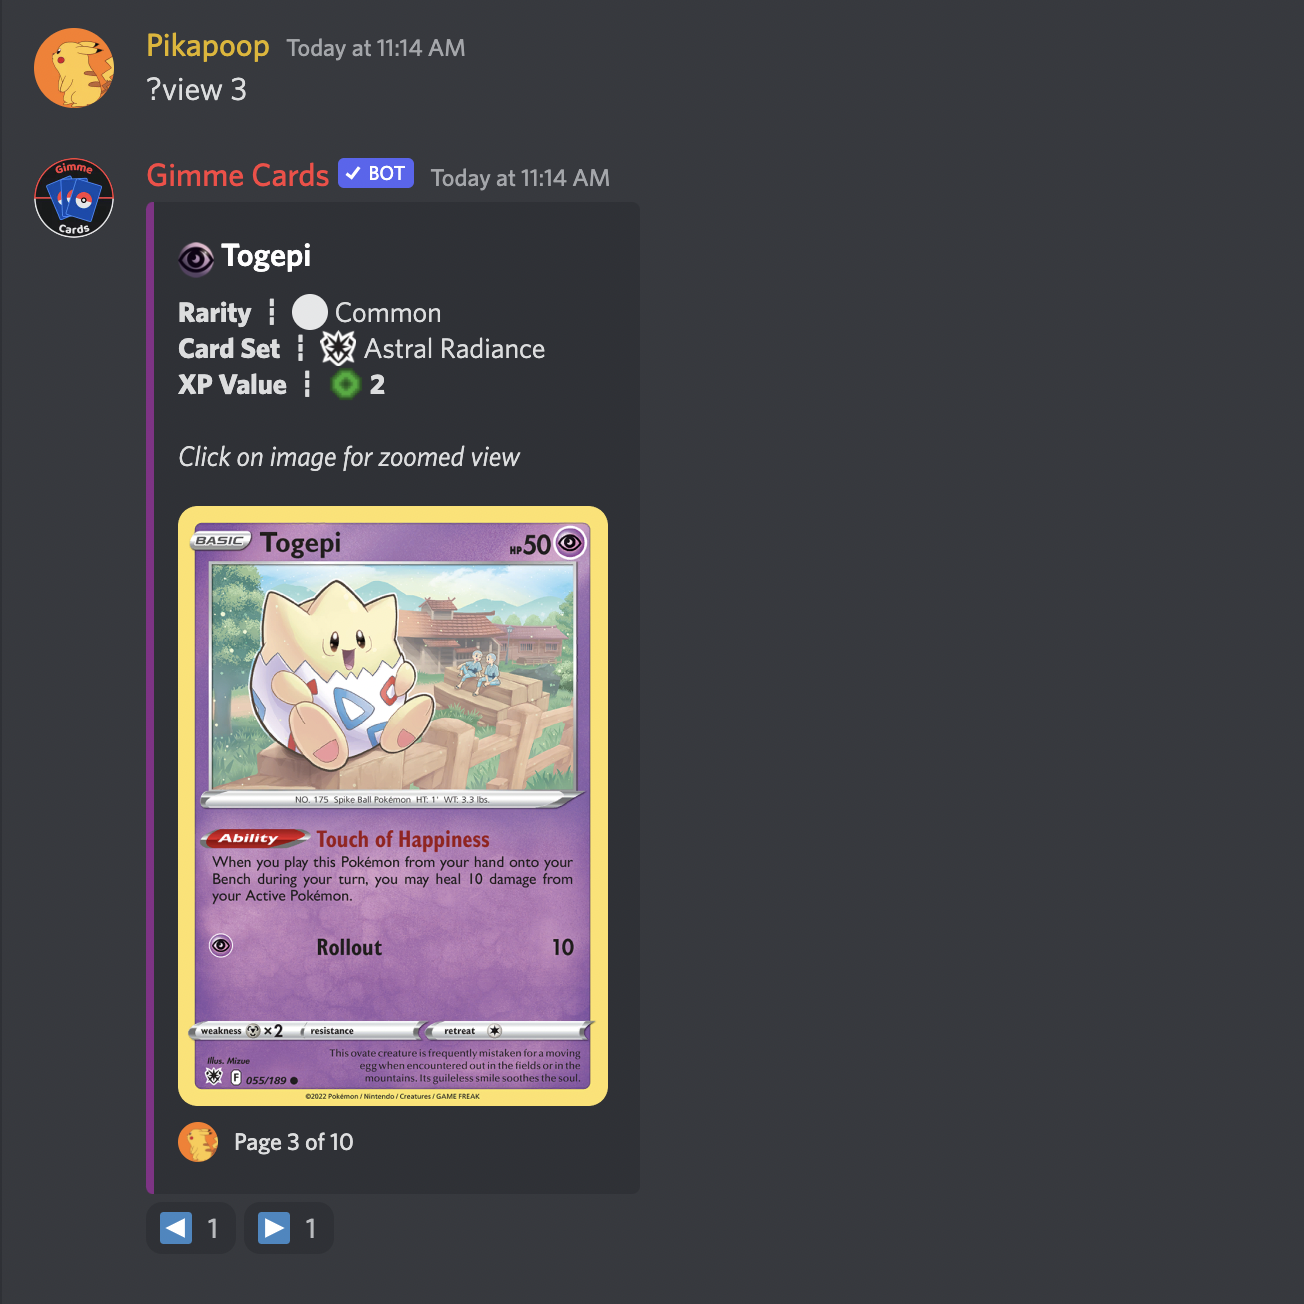 Pikapoop Today at 11:14 AM
?view 3
Gimme
Cards
Gimme Cards ✓ BOT Today at 11:14 AM
Togepi
Rarity ┋ Common
Card Set ┋ Astral Radiance
XP Value ┋ 2
Click on image for zoomed view
BASIC Togepi HP 50
NO. 175 Spike Ball Pokémon HT: 1' WT: 3.3 lbs.
Ability Touch of Happiness
When you play this Pokémon from your hand onto your
Bench during your turn, you may heal 10 damage from
your Active Pokémon.
Rollout 10
weakness ×2 resistance retreat
Illus. Mizue
This ovate creature is frequently mistaken for a moving
egg when encountered out in the fields or in the
mountains. Its guileless smile soothes the soul.
F 055/189 ●
©2022 Pokémon / Nintendo / Creatures / GAME FREAK
Page 3 of 10
1 1